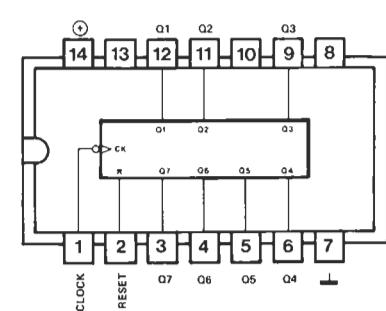 Q1 Q2 Q3
14 13 12 11 10 9 8
Q1 Q2 Q3
CK
R Q7 Q6 Q5 Q4
1 2 3 4 5 6 7
CLOCK RESET Q7 Q6 Q5 Q4